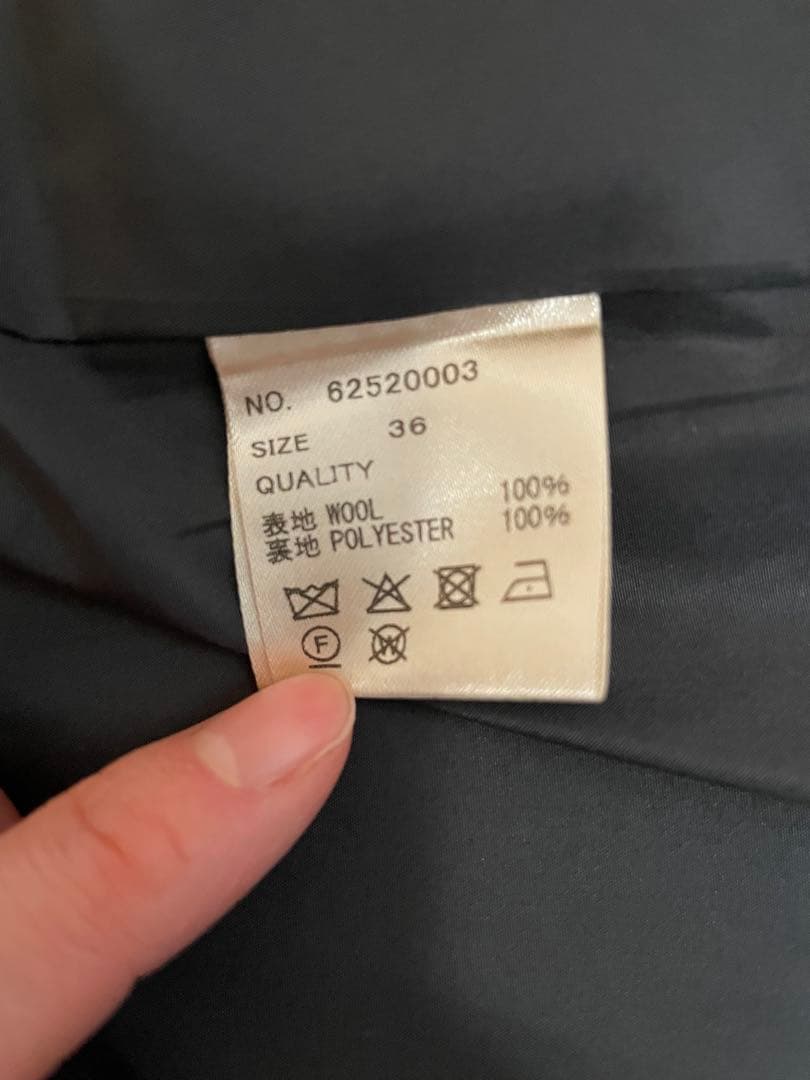 NO. 62520003
SIZE 36
QUALITY
表地 WOOL 100%
裏地 POLYESTER 100%
F
W